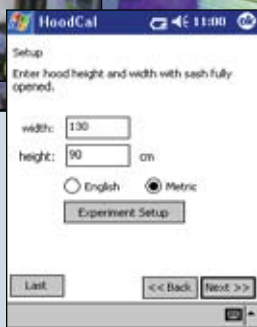 HoodCal 11:00 ok
Setup
Enter hood height and width with sash fully
opened.
width: 130
height: 90 cm
English Metric
Experiment Setup
Last << Back Next >>